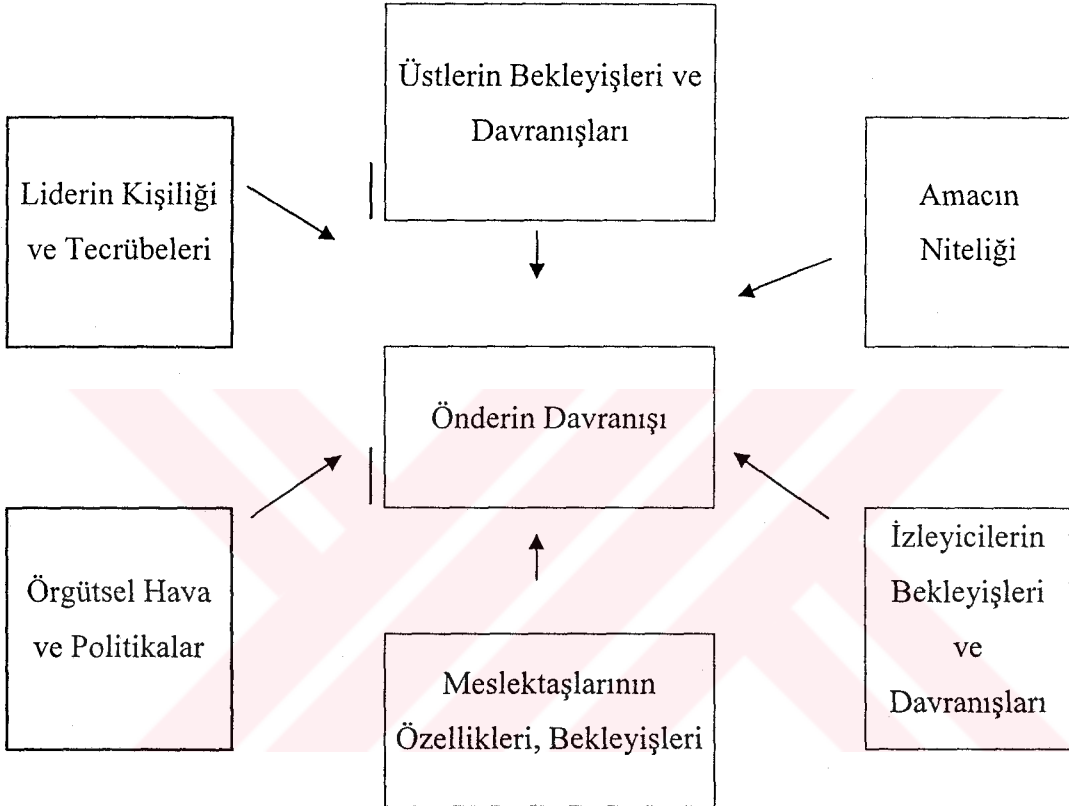 Üstlerin Bekleyişleri ve
Davranışları
Liderin Kişiliği
ve Tecrübeleri
Amacın
Niteliği
Önderin Davranışı
Örgütsel Hava
ve Politikalar
İzleyicilerin
Bekleyişleri
ve
Davranışları
Meslektaşlarının
Özellikleri, Bekleyişleri